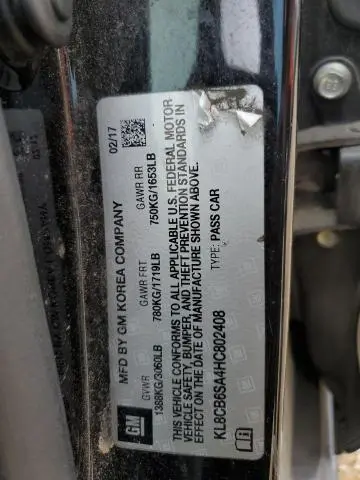 MFD BY GM KOREA COMPANY
02/17
GVWR GAWR FRT GAWR RR
1388KG/3060LB 780KG/1719LB 750KG/1653LB
THIS VEHICLE CONFORMS TO ALL APPLICABLE U.S. FEDERAL MOTOR
VEHICLE SAFETY, BUMPER, AND THEFT PREVENTION STANDARDS IN
EFFECT ON THE DATE OF MANUFACTURE SHOWN ABOVE.
KL8CB6SA4HC802408 TYPE: PASS CAR
GM